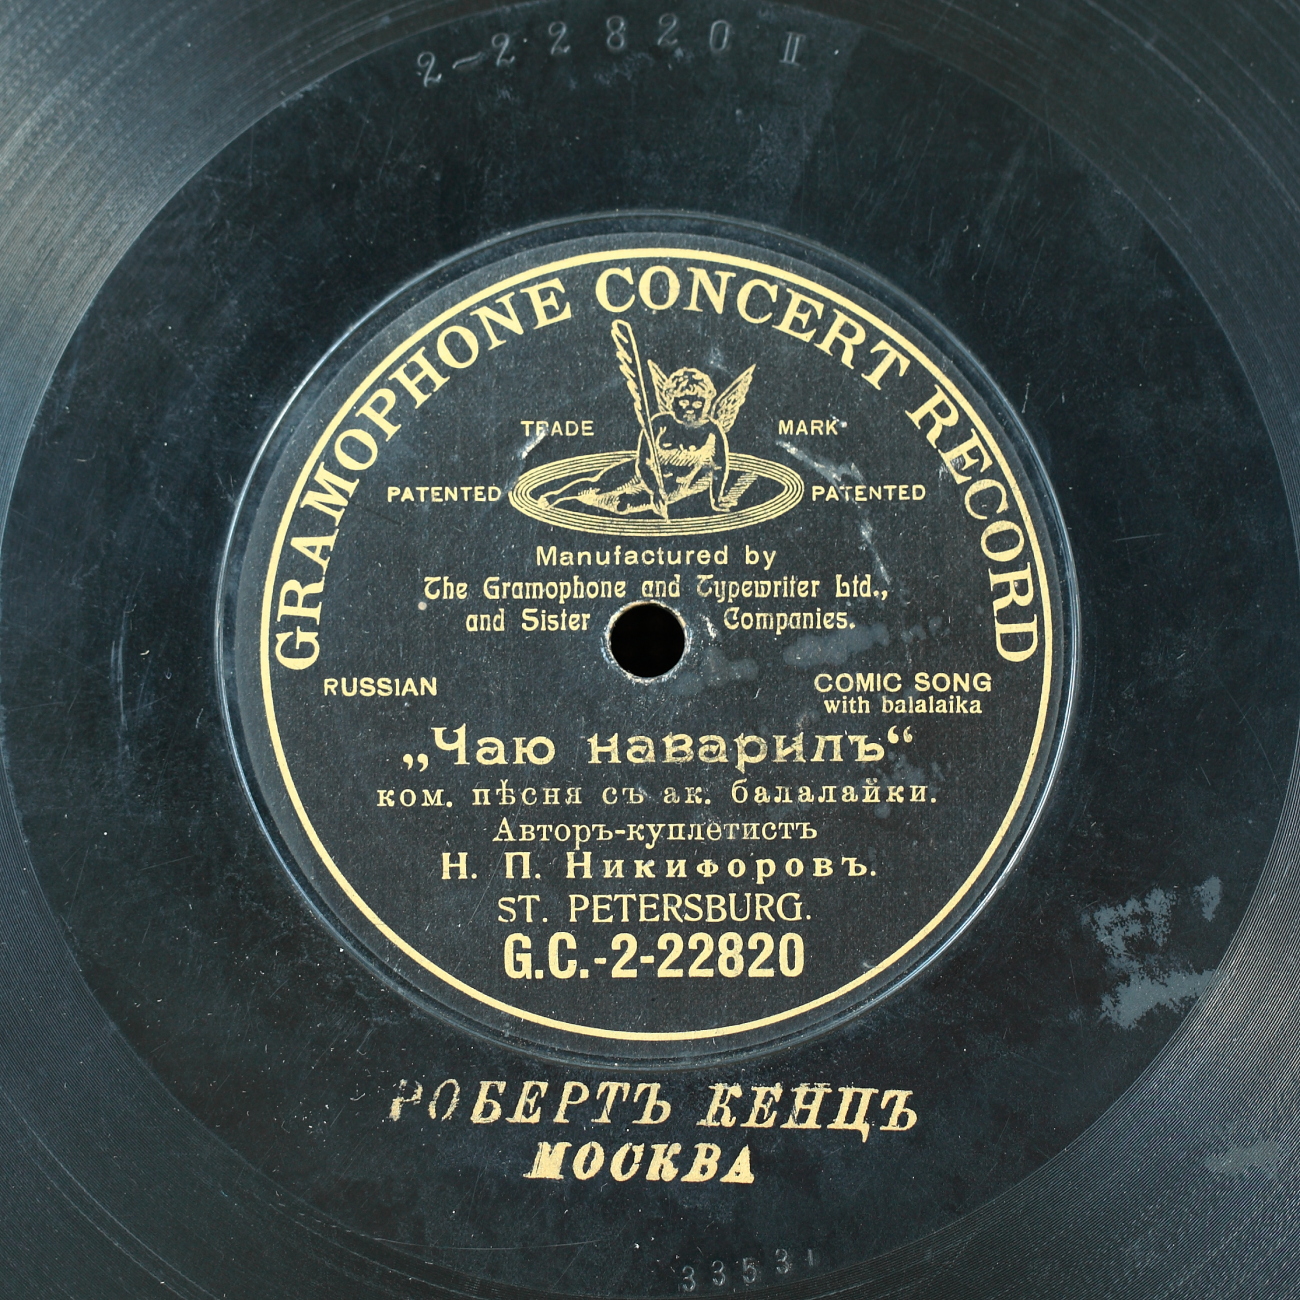 2-22820 II
GRAMOPHONE CONCERT RECORD
TRADE MARK
PATENTED PATENTED
Manufactured by
The Gramophone and Typewriter Ltd.,
and Sister Companies.
RUSSIAN COMIC SONG
with balalaika
„Чаю наварилъ“
ком. пѣсня съ ак. балалайки.
Авторъ-куплетистъ
Н. П. Никифоровъ.
ST. PETERSBURG.
G.C.-2-22820
РОБЕРТЪ КЕНЦЪ
МОСКВА
33531